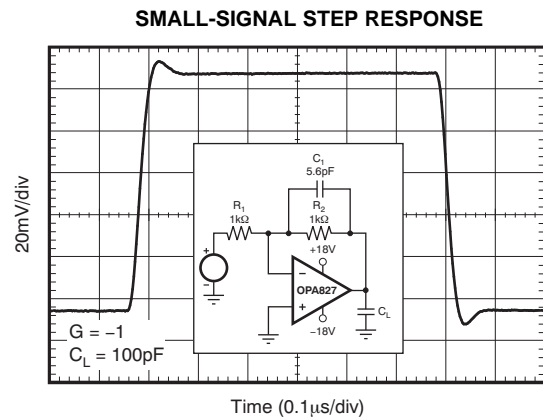 SMALL-SIGNAL STEP RESPONSE
20mV/div
C1
5.6pF
R1
1kΩ
R2
1kΩ
+18V
+
−
−
OPA827
+
−18V
CL
G = −1
CL = 100pF
Time (0.1µs/div)